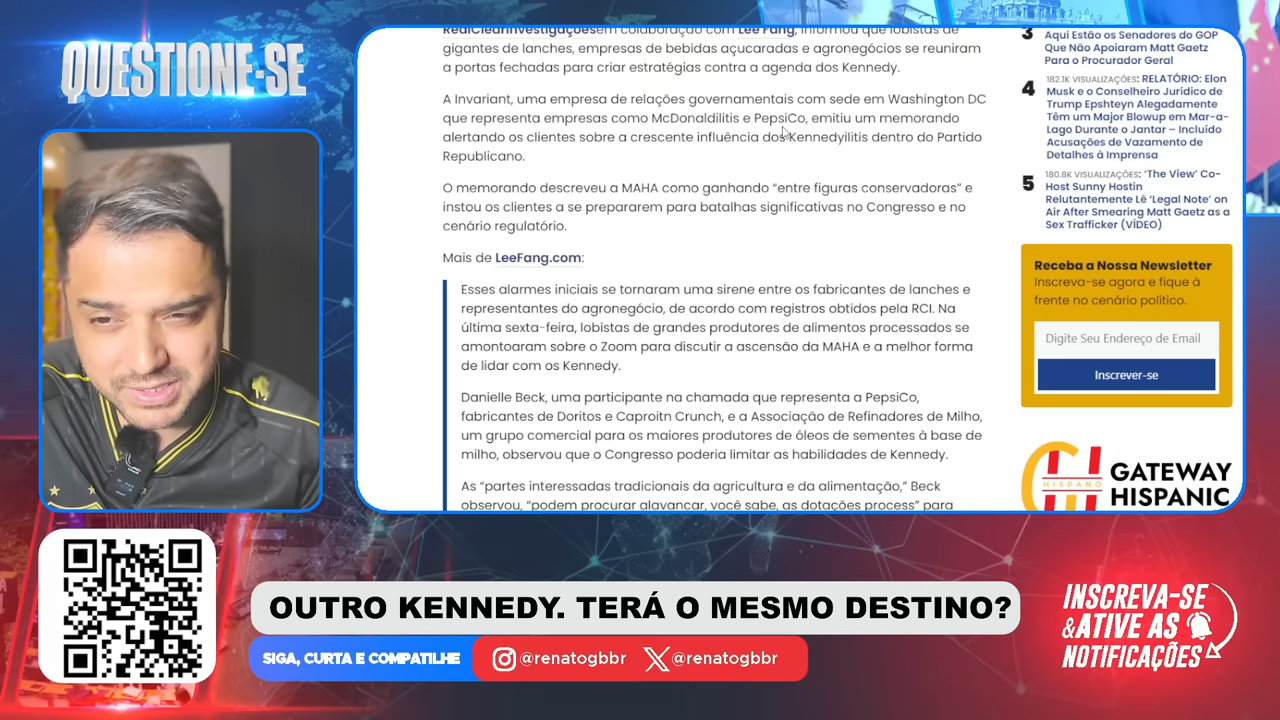 QUESTIONE-SE
RealClearInvestigaçõesem colaboração com Lee Fang, informou que lobistas de
gigantes de lanches, empresas de bebidas açucaradas e agronegócios se reuniram
a portas fechadas para criar estratégias contra a agenda dos Kennedy.
A Invariant, uma empresa de relações governamentais com sede em Washington DC
que representa empresas como McDonaldilitis e PepsiCo, emitiu um memorando
alertando os clientes sobre a crescente influência dos Kennedyilitis dentro do Partido
Republicano.
O memorando descreveu a MAHA como ganhando “entre figuras conservadoras” e
instou os clientes a se prepararem para batalhas significativas no Congresso e no
cenário regulatório.
Mais de LeeFang.com:
Esses alarmes iniciais se tornaram uma sirene entre os fabricantes de lanches e
representantes do agronegócio, de acordo com registros obtidos pela RCI. Na
última sexta-feira, lobistas de grandes produtores de alimentos processados se
amontoaram sobre o Zoom para discutir a ascensão da MAHA e a melhor forma
de lidar com os Kennedy.
Danielle Beck, uma participante na chamada que representa a PepsiCo,
fabricantes de Doritos e Caproitn Crunch, e a Associação de Refinadores de Milho,
um grupo comercial para os maiores produtores de óleos de sementes à base de
milho, observou que o Congresso poderia limitar as habilidades de Kennedy.
As “partes interessadas tradicionais da agricultura e da alimentação,” Beck
observou, “podem procurar alavancar, você sabe, as dotações process” para
3
Aqui Estão os Senadores do GOP
Que Não Apoiaram Matt Gaetz
Para o Procurador Geral
4
182.1K VISUALIZAÇÕES: RELATÓRIO: Elon
Musk e o Conselheiro Jurídico de
Trump Epshteyn Alegadamente
Têm um Major Blowup em Mar-a-
Lago Durante o Jantar – Incluído
Acusações de Vazamento de
Detalhes à Imprensa
5
180.8K VISUALIZAÇÕES: ‘The View’ Co-
Host Sunny Hostin
Relutantemente Lê ‘Legal Note’ on
Air After Smearing Matt Gaetz as a
Sex Trafficker (VÍDEO)
Receba a Nossa Newsletter
Inscreva-se agora e fique à
frente no cenário político.
Digite Seu Endereço de Email
Inscrever-se
HISPANO
GATEWAY
HISPANIC
OUTRO KENNEDY. TERÁ O MESMO DESTINO?
SIGA, CURTA E COMPATILHE
@renatogbbr
@renatogbbr
INSCREVA-SE
&ATIVE AS
NOTIFICAÇÕES